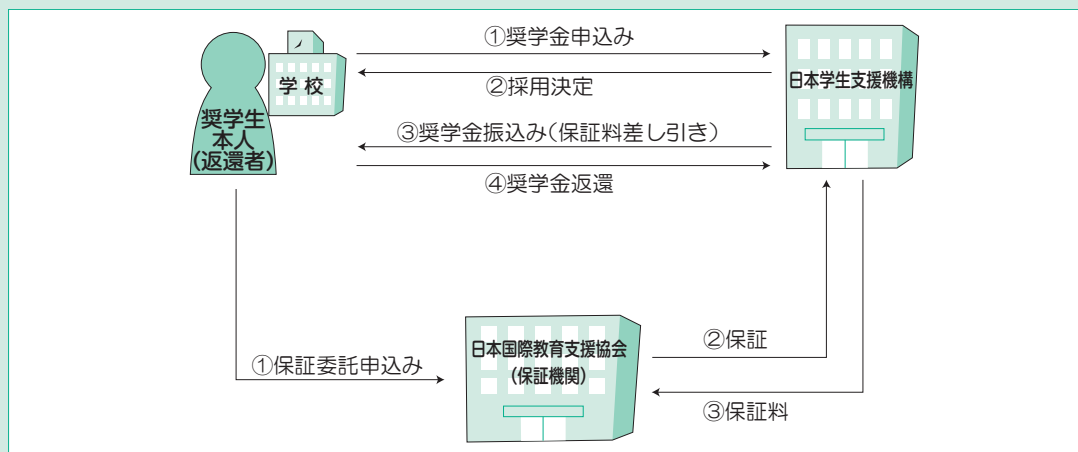 ①奨学金申込み
学校
②採用決定
日本学生支援機構
奨学生
本人
(返還者)
③奨学金振込み(保証料差し引き)
④奨学金返還
①保証委託申込み
日本国際教育支援協会
(保証機関)
②保証
③保証料